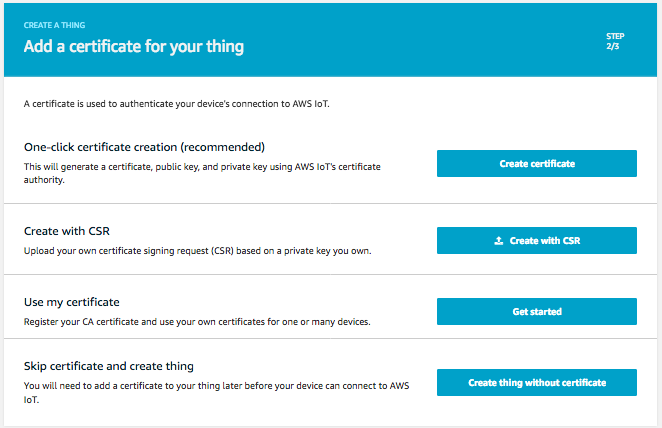 CREATE A THING
Add a certificate for your thing
STEP
2/3
A certificate is used to authenticate your device's connection to AWS IoT.
One-click certificate creation (recommended)
This will generate a certificate, public key, and private key using AWS IoT's certificate
authority.
Create certificate
Create with CSR
Upload your own certificate signing request (CSR) based on a private key you own.
Create with CSR
Use my certificate
Register your CA certificate and use your own certificates for one or many devices.
Get started
Skip certificate and create thing
You will need to add a certificate to your thing later before your device can connect to AWS
IoT.
Create thing without certificate